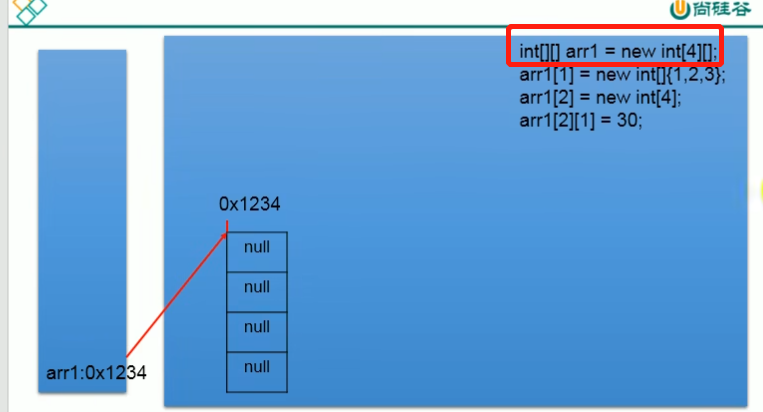 尚硅谷
int[][] arr1 = new int[4][];
arr1[1] = new int[]{1,2,3};
arr1[2] = new int[4];
arr1[2][1] = 30;
0x1234
null
null
null
null
arr1:0x1234